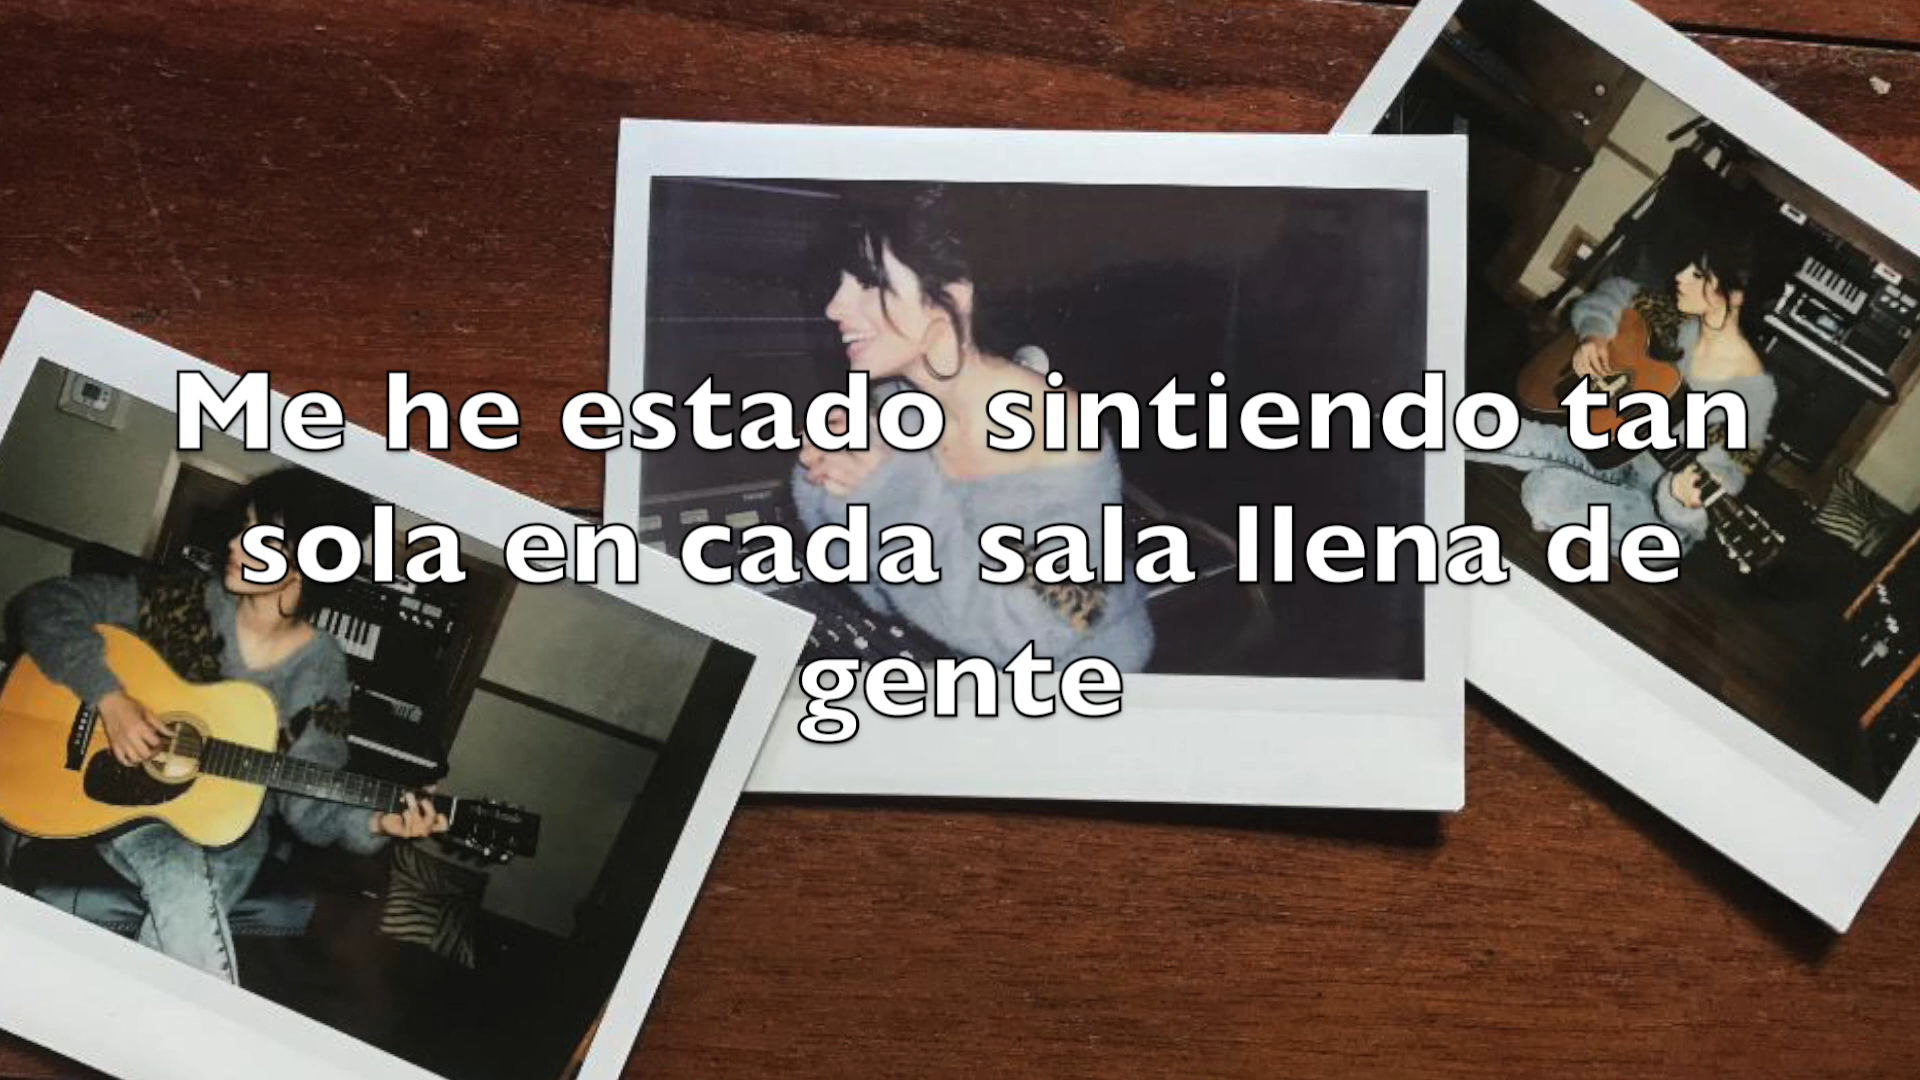 Me he estado sintiendo tan
sola en cada sala llena de
gente